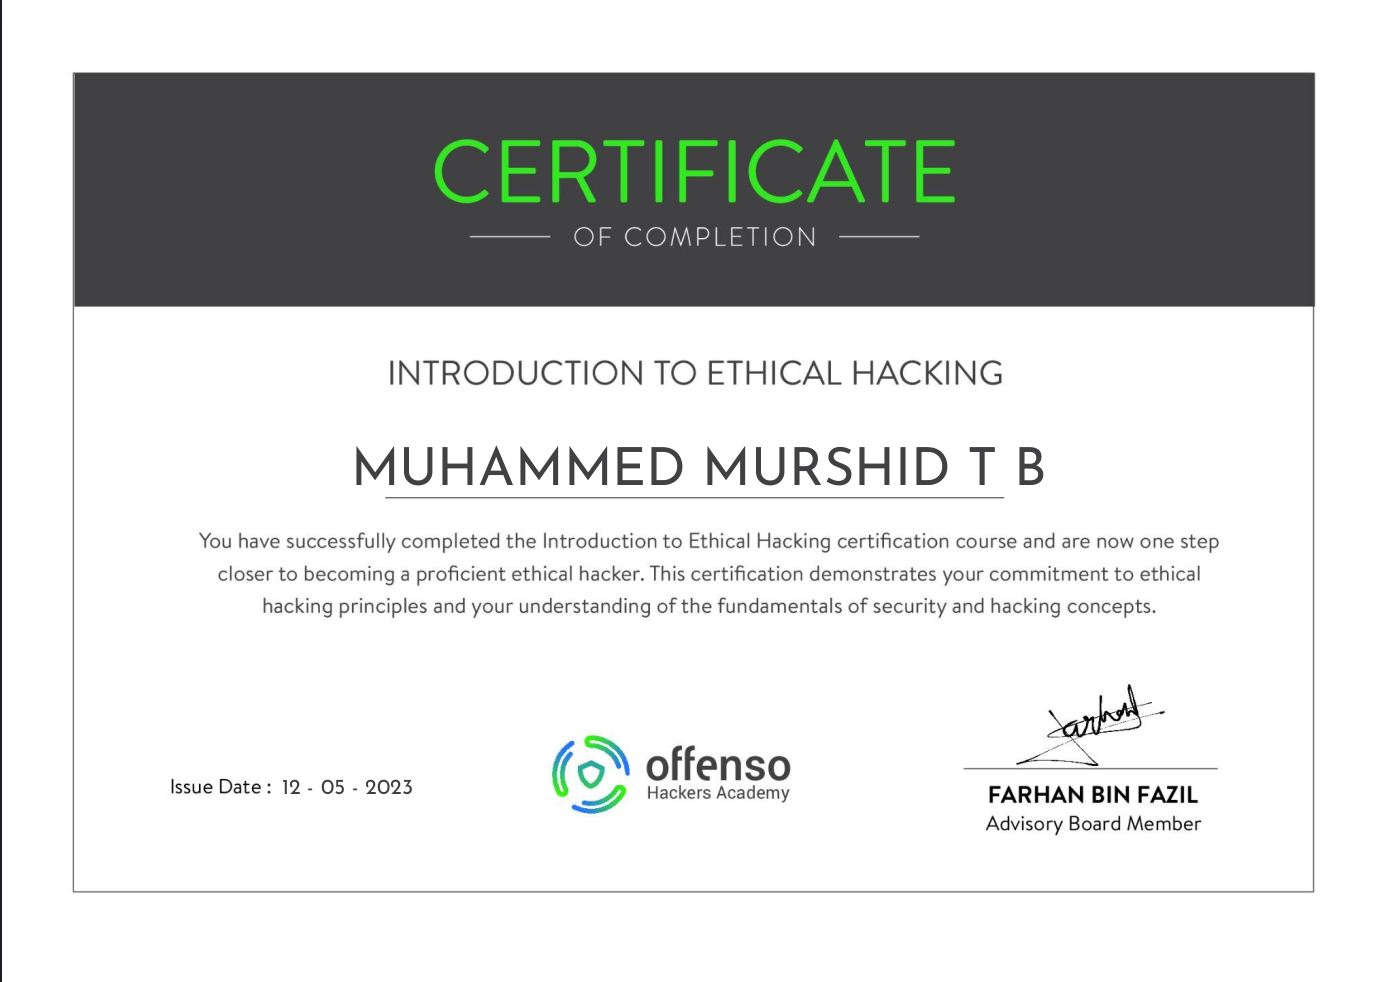 CERTIFICATE
OF COMPLETION
INTRODUCTION TO ETHICAL HACKING
MUHAMMED MURSHID T B
You have successfully completed the Introduction to Ethical Hacking certification course and are now one step
closer to becoming a proficient ethical hacker. This certification demonstrates your commitment to ethical
hacking principles and your understanding of the fundamentals of security and hacking concepts.
Issue Date : 12 - 05 - 2023
offenso
Hackers Academy
Farhan
FARHAN BIN FAZIL
Advisory Board Member